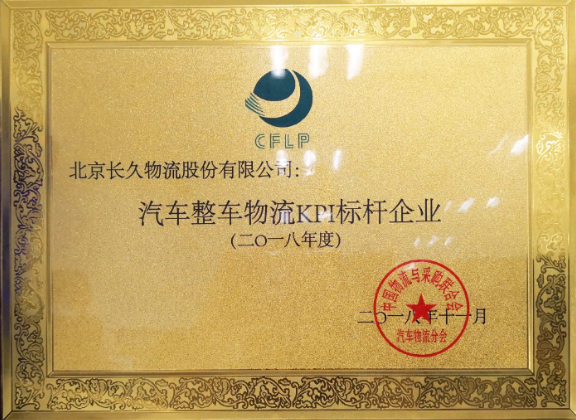 CFLP
北京长久物流股份有限公司:
汽车整车物流KPI标杆企业
(二〇一八年度)
中国物流与采购联合会
二〇一八年十一月
汽车物流分会